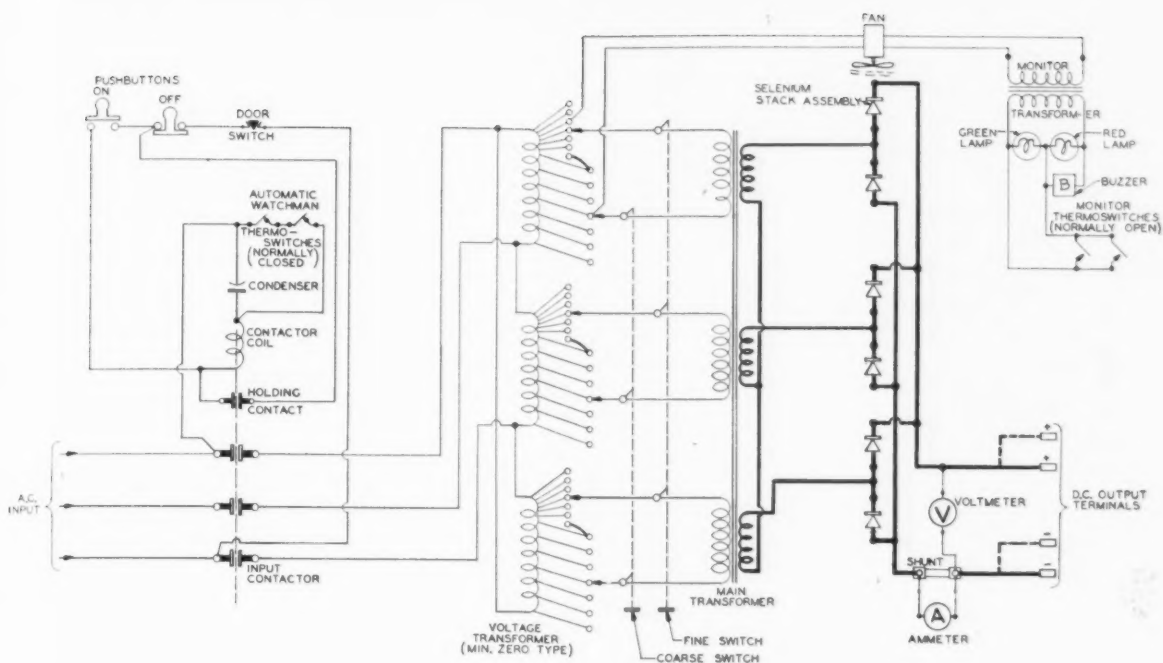 FAN
PUSHBUTTONS
ON
OFF
DOOR
SWITCH
SELENIUM
STACK ASSEMBLY
MONITOR
TRANSFORMER
GREEN
LAMP
RED
LAMP
B
BUZZER
MONITOR
THERMOSWITCHES
(NORMALLY OPEN)
AUTOMATIC
WATCHMAN
THERMO-
SWITCHES
(NORMALLY)
CLOSED
CONDENSER
CONTACTOR
COIL
HOLDING
CONTACT
A.C.
INPUT
INPUT
CONTACTOR
VOLTAGE
TRANSFORMER
(MIN. ZERO TYPE)
MAIN
TRANSFORMER
FINE SWITCH
COARSE SWITCH
+
+
V
VOLTMETER
D.C. OUTPUT
TERMINALS
-
-
SHUNT
A
AMMETER